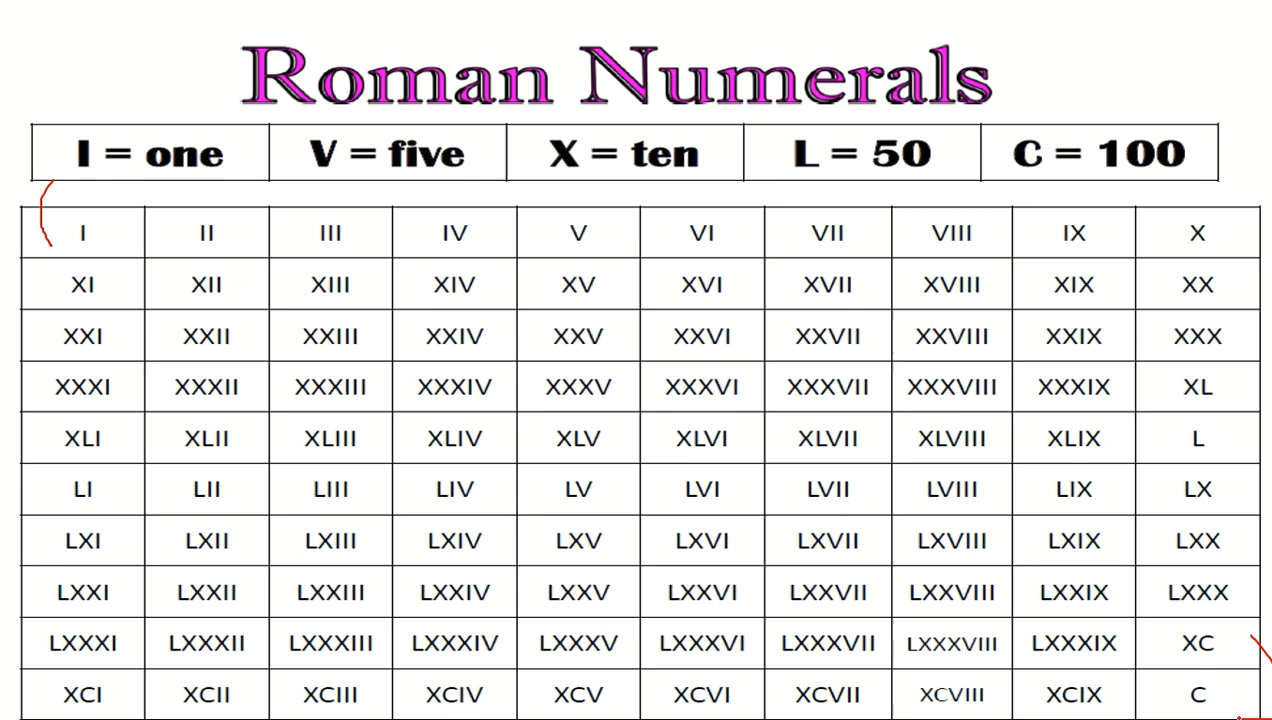 Roman Numerals
I = one V = five X = ten L = 50 C = 100
I II III IV V VI VII VIII IX X
XI XII XIII XIV XV XVI XVII XVIII XIX XX
XXI XXII XXIII XXIV XXV XXVI XXVII XXVIII XXIX XXX
XXXI XXXII XXXIII XXXIV XXXV XXXVI XXXVII XXXVIII XXXIX XL
XLI XLII XLIII XLIV XLV XLVI XLVII XLVIII XLIX L
LI LII LIII LIV LV LVI LVII LVIII LIX LX
LXI LXII LXIII LXIV LXV LXVI LXVII LXVIII LXIX LXX
LXXI LXXII LXXIII LXXIV LXXV LXXVI LXXVII LXXVIII LXXIX LXXX
LXXXI LXXXII LXXXIII LXXXIV LXXXV LXXXVI LXXXVII LXXXVIII LXXXIX XC
XCI XCII XCIII XCIV XCV XCVI XCVII XCVIII XCIX C